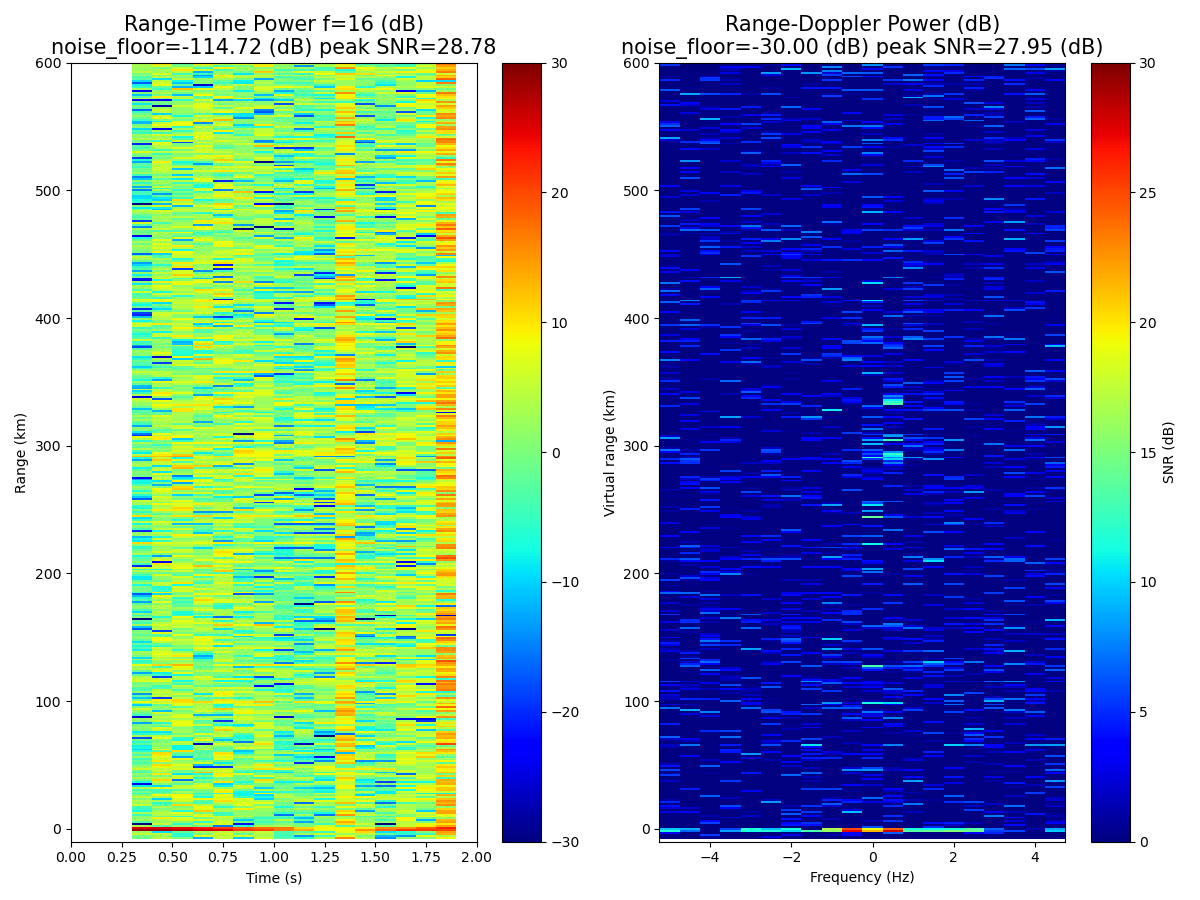 Range-Time Power f=16 (dB)
noise_floor=-114.72 (dB) peak SNR=28.78
Range (km)
600
500
400
300
200
100
0
0.00 0.25 0.50 0.75 1.00 1.25 1.50 1.75 2.00
Time (s)
30
20
10
0
−10
−20
−30
Range-Doppler Power (dB)
noise_floor=-30.00 (dB) peak SNR=27.95 (dB)
Virtual range (km)
600
500
400
300
200
100
0
−4 −2 0 2 4
Frequency (Hz)
30
25
20
15
10
5
0
SNR (dB)